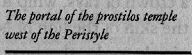 The portal of the prostilos temple
west of the Peristyle